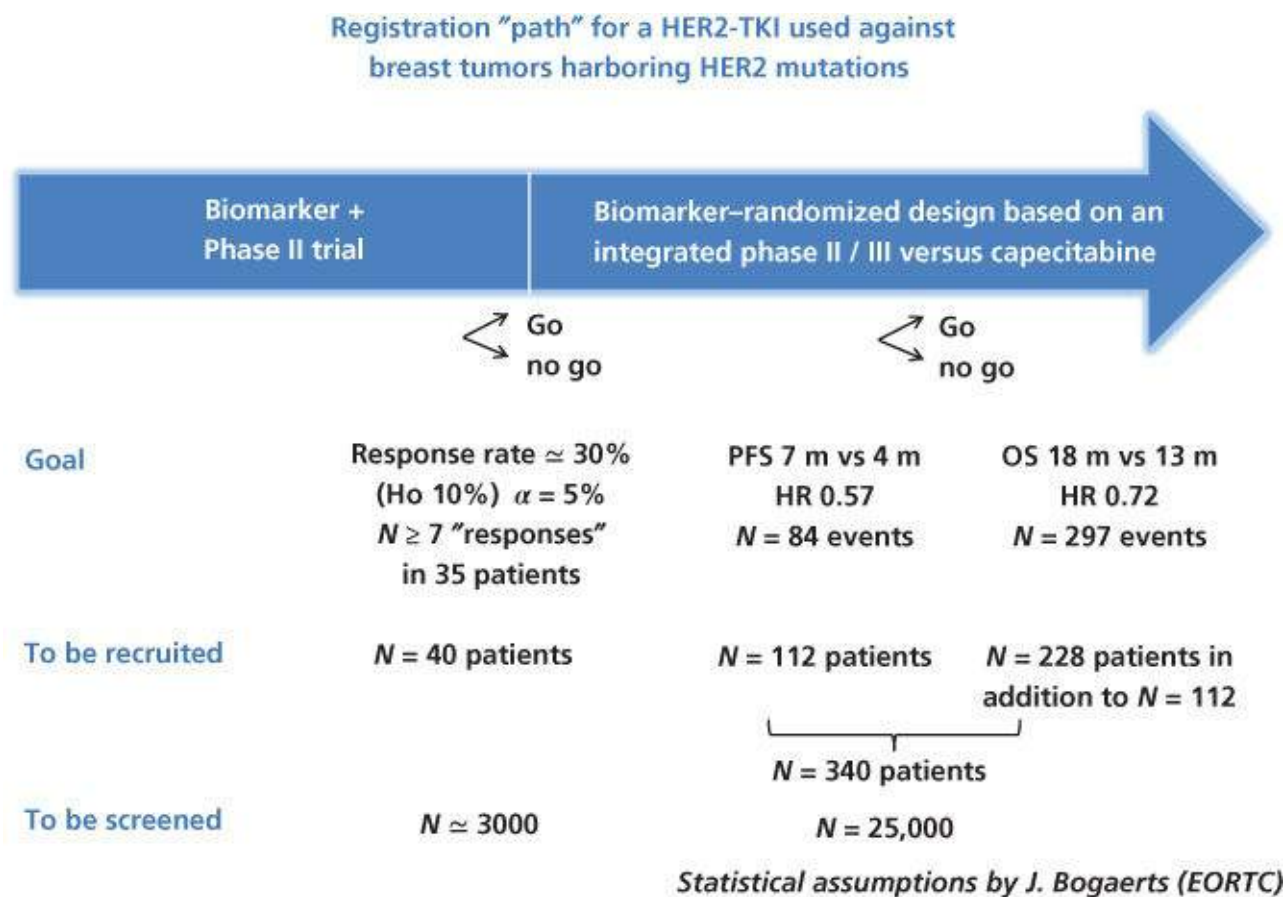 Registration "path" for a HER2-TKI used against
breast tumors harboring HER2 mutations
Biomarker +
Phase II trial
Biomarker–randomized design based on an
integrated phase II / III versus capecitabine
Go
no go
Go
no go
Goal
Response rate ≃ 30%
(Ho 10%) α = 5%
N ≥ 7 "responses"
in 35 patients
PFS 7 m vs 4 m
HR 0.57
N = 84 events
OS 18 m vs 13 m
HR 0.72
N = 297 events
To be recruited
N = 40 patients
N = 112 patients
N = 228 patients in
addition to N = 112
N = 340 patients
To be screened
N ≃ 3000
N = 25,000
Statistical assumptions by J. Bogaerts (EORTC)